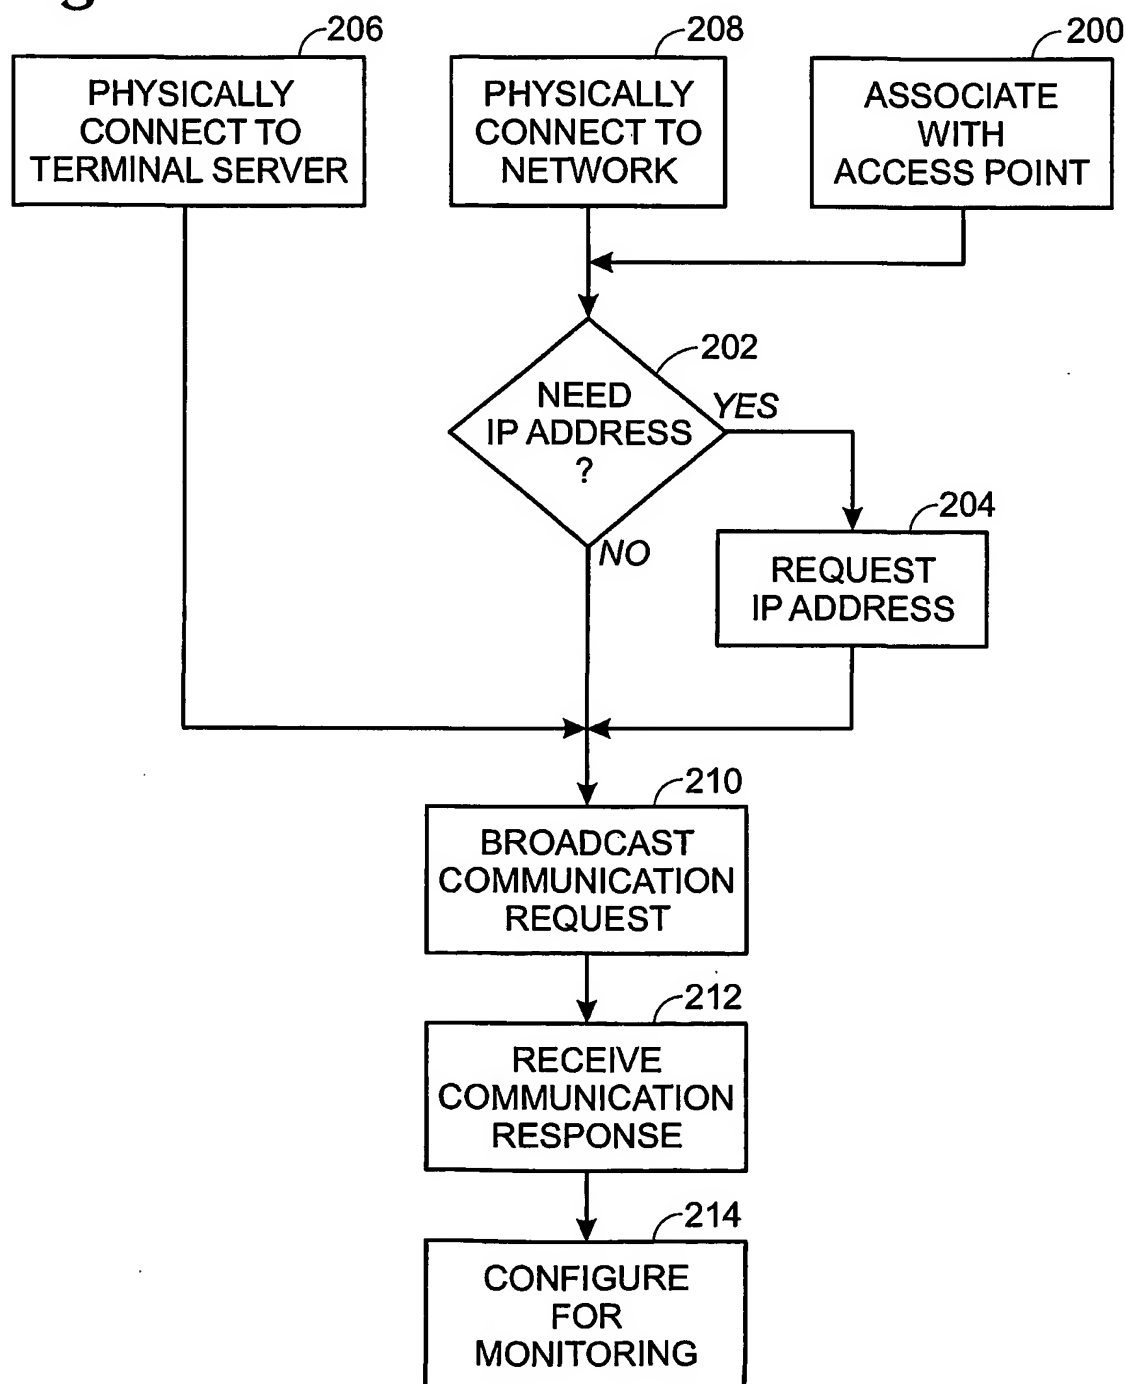 206
PHYSICALLY
CONNECT TO
TERMINAL SERVER
208
PHYSICALLY
CONNECT TO
NETWORK
200
ASSOCIATE
WITH
ACCESS POINT
202
NEED
IP ADDRESS
?
YES
NO
204
REQUEST
IP ADDRESS
210
BROADCAST
COMMUNICATION
REQUEST
212
RECEIVE
COMMUNICATION
RESPONSE
214
CONFIGURE
FOR
MONITORING